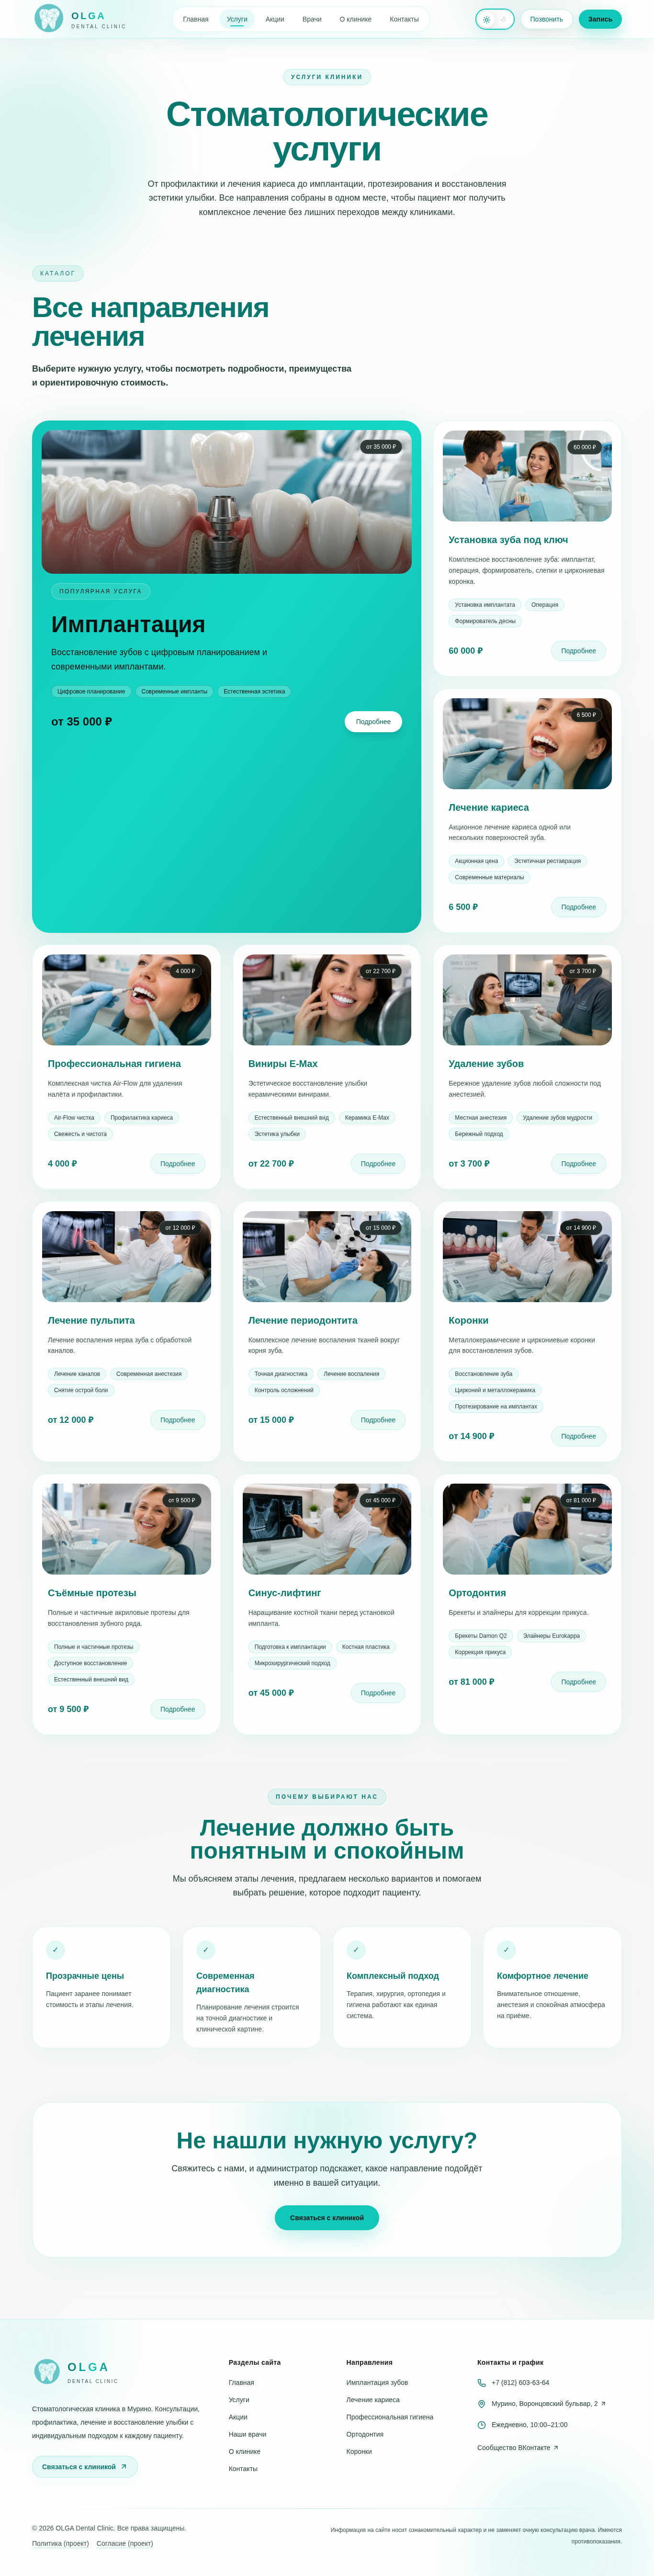 OLGA
DENTAL CLINIC
Главная
Услуги
Акции
Врачи
О клинике
Контакты
Позвонить
Запись
УСЛУГИ КЛИНИКИ
Стоматологические
услуги
От профилактики и лечения кариеса до имплантации, протезирования и восстановления
эстетики улыбки. Все направления собраны в одном месте, чтобы пациент мог получить
комплексное лечение без лишних переходов между клиниками.
КАТАЛОГ
Все направления
лечения
Выберите нужную услугу, чтобы посмотреть подробности, преимущества
и ориентировочную стоимость.
от 35 000 ₽
ПОПУЛЯРНАЯ УСЛУГА
Имплантация
Восстановление зубов с цифровым планированием и
современными имплантами.
Цифровое планирование
Современные импланты
Естественная эстетика
от 35 000 ₽
Подробнее
60 000 ₽
Установка зуба под ключ
Комплексное восстановление зуба: имплантат,
операция, формирователь, слепки и циркониевая
коронка.
Установка имплантата
Операция
Формирователь десны
60 000 ₽
Подробнее
6 500 ₽
Лечение кариеса
Акционное лечение кариеса одной или
нескольких поверхностей зуба.
Акционная цена
Эстетичная реставрация
Современные материалы
6 500 ₽
Подробнее
4 000 ₽
Профессиональная гигиена
Комплексная чистка Air-Flow для удаления
налёта и профилактики.
Air-Flow чистка
Профилактика кариеса
Свежесть и чистота
4 000 ₽
Подробнее
от 22 700 ₽
Виниры E-Max
Эстетическое восстановление улыбки
керамическими винирами.
Естественный внешний вид
Керамика E-Max
Эстетика улыбки
от 22 700 ₽
Подробнее
от 3 700 ₽
Удаление зубов
Бережное удаление зубов любой сложности под
анестезией.
Местная анестезия
Удаление зубов мудрости
Бережный подход
от 3 700 ₽
Подробнее
от 12 000 ₽
Лечение пульпита
Лечение воспаления нерва зуба с обработкой
каналов.
Лечение каналов
Современная анестезия
Снятие острой боли
от 12 000 ₽
Подробнее
от 15 000 ₽
Лечение периодонтита
Комплексное лечение воспаления тканей вокруг
корня зуба.
Точная диагностика
Лечение воспаления
Контроль осложнений
от 15 000 ₽
Подробнее
от 14 900 ₽
Коронки
Металлокерамические и циркониевые коронки
для восстановления зубов.
Восстановление зуба
Цирконий и металлокерамика
Протезирование на имплантах
от 14 900 ₽
Подробнее
от 9 500 ₽
Съёмные протезы
Полные и частичные акриловые протезы для
восстановления зубного ряда.
Полные и частичные протезы
Доступное восстановление
Естественный внешний вид
от 9 500 ₽
Подробнее
от 45 000 ₽
Синус-лифтинг
Наращивание костной ткани перед установкой
импланта.
Подготовка к имплантации
Костная пластика
Микрохирургический подход
от 45 000 ₽
Подробнее
от 81 000 ₽
Ортодонтия
Брекеты и элайнеры для коррекции прикуса.
Брекеты Damon Q2
Элайнеры Eurokappa
Коррекция прикуса
от 81 000 ₽
Подробнее
ПОЧЕМУ ВЫБИРАЮТ НАС
Лечение должно быть
понятным и спокойным
Мы объясняем этапы лечения, предлагаем несколько вариантов и помогаем
выбрать решение, которое подходит пациенту.
✓
Прозрачные цены
Пациент заранее понимает
стоимость и этапы лечения.
✓
Современная
диагностика
Планирование лечения строится
на точной диагностике и
клинической картине.
✓
Комплексный подход
Терапия, хирургия, ортопедия и
гигиена работают как единая
система.
✓
Комфортное лечение
Внимательное отношение,
анестезия и спокойная атмосфера
на приёме.
Не нашли нужную услугу?
Свяжитесь с нами, и администратор подскажет, какое направление подойдёт
именно в вашей ситуации.
Связаться с клиникой
OLGA
DENTAL CLINIC
Стоматологическая клиника в Мурино. Консультации,
профилактика, лечение и восстановление улыбки с
индивидуальным подходом к каждому пациенту.
Связаться с клиникой
Разделы сайта
Главная
Услуги
Акции
Наши врачи
О клинике
Контакты
Направления
Имплантация зубов
Лечение кариеса
Профессиональная гигиена
Ортодонтия
Коронки
Контакты и график
+7 (812) 603-63-64
Мурино, Воронцовский бульвар, 2
Ежедневно, 10:00–21:00
Сообщество ВКонтакте
© 2026 OLGA Dental Clinic. Все права защищены.
Политика (проект)
Согласие (проект)
Информация на сайте носит ознакомительный характер и не заменяет очную консультацию врача. Имеются
противопоказания.